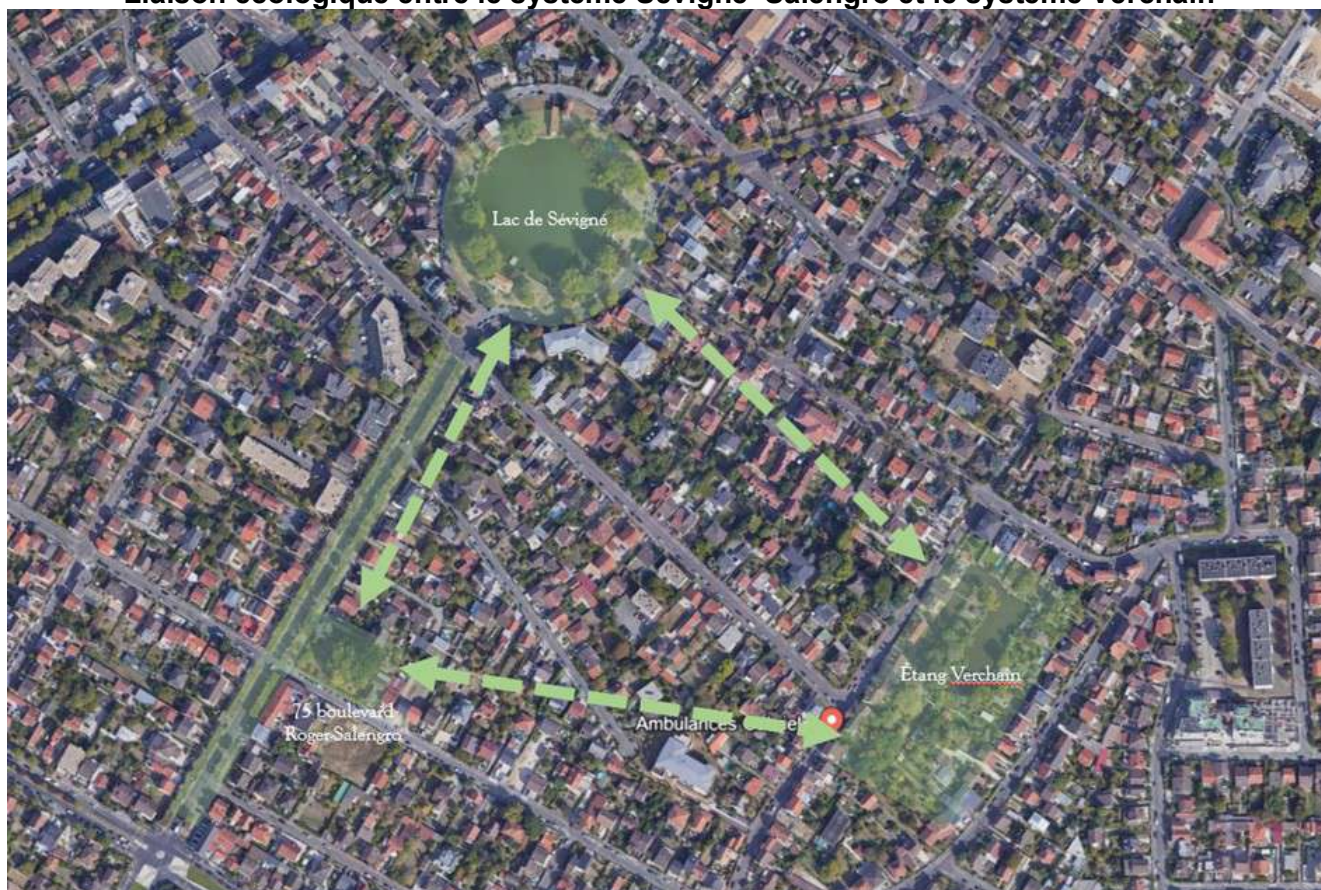 Liaison écologique entre le système Sévigné-Salengro et le système Verchain
Lac de Sévigné
Étang Verchain
75 boulevard
Roger Salengro
Ambulances